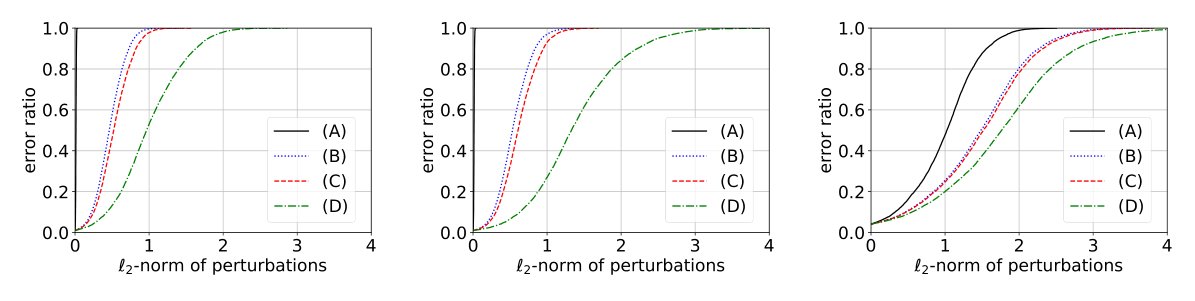 error ratio
1.0
0.8
0.6
0.4
0.2
0.0
0 1 2 3 4
ℓ₂-norm of perturbations
(A)
(B)
(C)
(D)
error ratio
1.0
0.8
0.6
0.4
0.2
0.0
0 1 2 3 4
ℓ₂-norm of perturbations
(A)
(B)
(C)
(D)
error ratio
1.0
0.8
0.6
0.4
0.2
0.0
0 1 2 3 4
ℓ₂-norm of perturbations
(A)
(B)
(C)
(D)